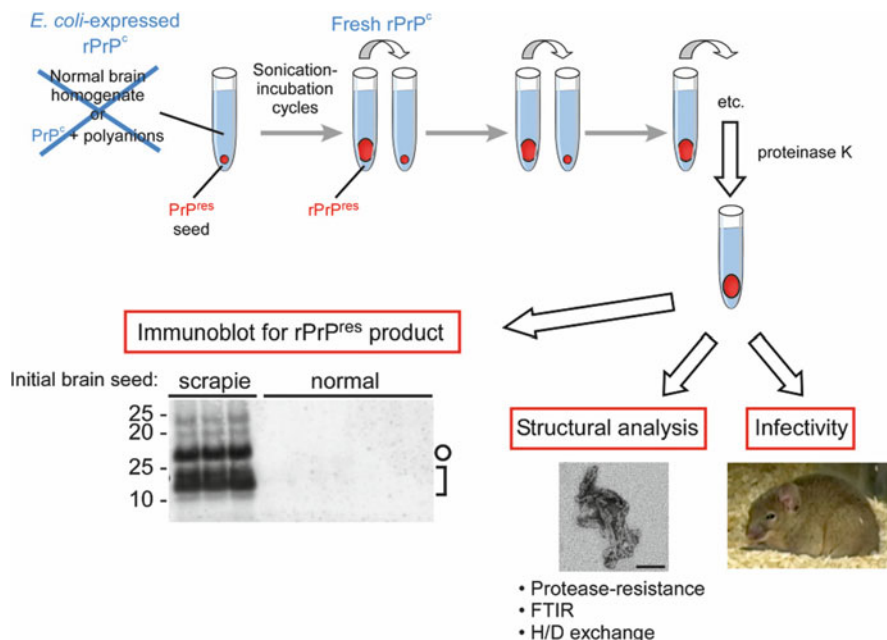 E. coli-expressed
rPrPᶜ
Normal brain
homogenate
or
PrPᶜ + polyanions
PrPʳᵉˢ
seed
Sonication-
incubation
cycles
Fresh rPrPᶜ
rPrPʳᵉˢ
etc.
proteinase K
Immunoblot for rPrPʳᵉˢ product
Initial brain seed: scrapie normal
25 -
20 -
25 -
10 -
Structural analysis
Infectivity
• Protease-resistance
• FTIR
• H/D exchange